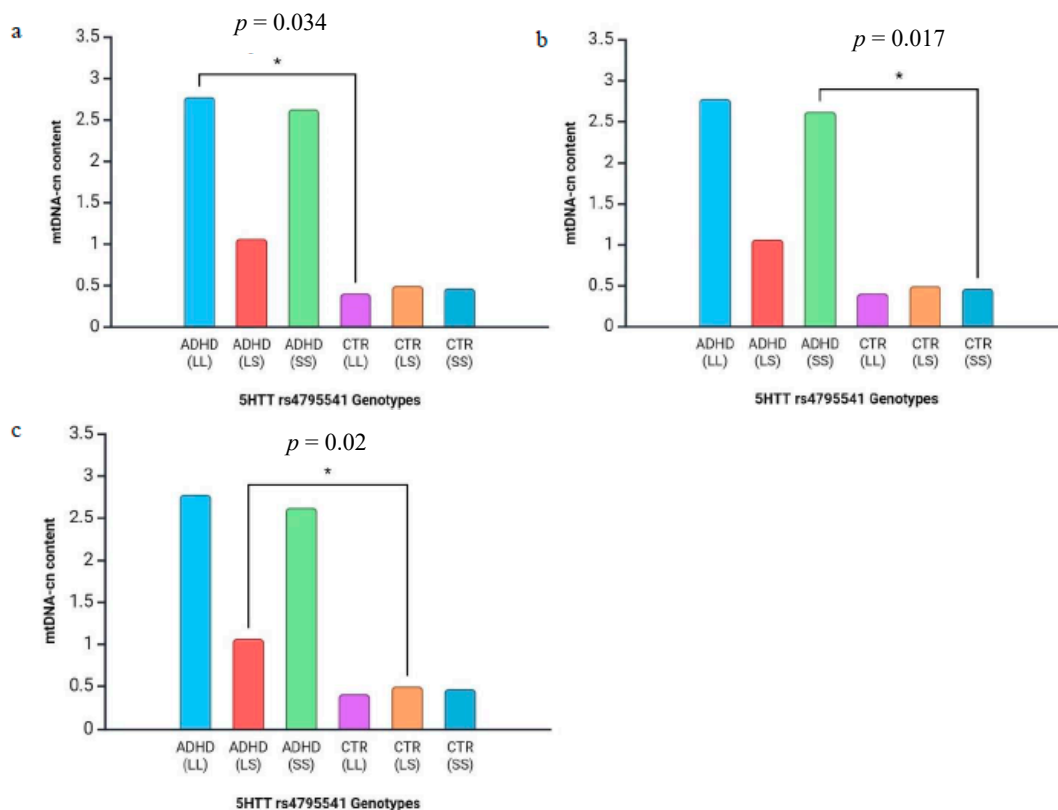 a
p = 0.034
*
3.5
3
2.5
2
1.5
1
0.5
0
mtDNA-cn content
ADHD (LL)
ADHD (LS)
ADHD (SS)
CTR (LL)
CTR (LS)
CTR (SS)
5HTT rs4795541 Genotypes
b
p = 0.017
*
3.5
3
2.5
2
1.5
1
0.5
0
mtDNA-cn content
ADHD (LL)
ADHD (LS)
ADHD (SS)
CTR (LL)
CTR (LS)
CTR (SS)
5HTT rs4795541 Genotypes
c
p = 0.02
*
3.5
3
2.5
2
1.5
1
0.5
0
mtDNA-cn content
ADHD (LL)
ADHD (LS)
ADHD (SS)
CTR (LL)
CTR (LS)
CTR (SS)
5HTT rs4795541 Genotypes